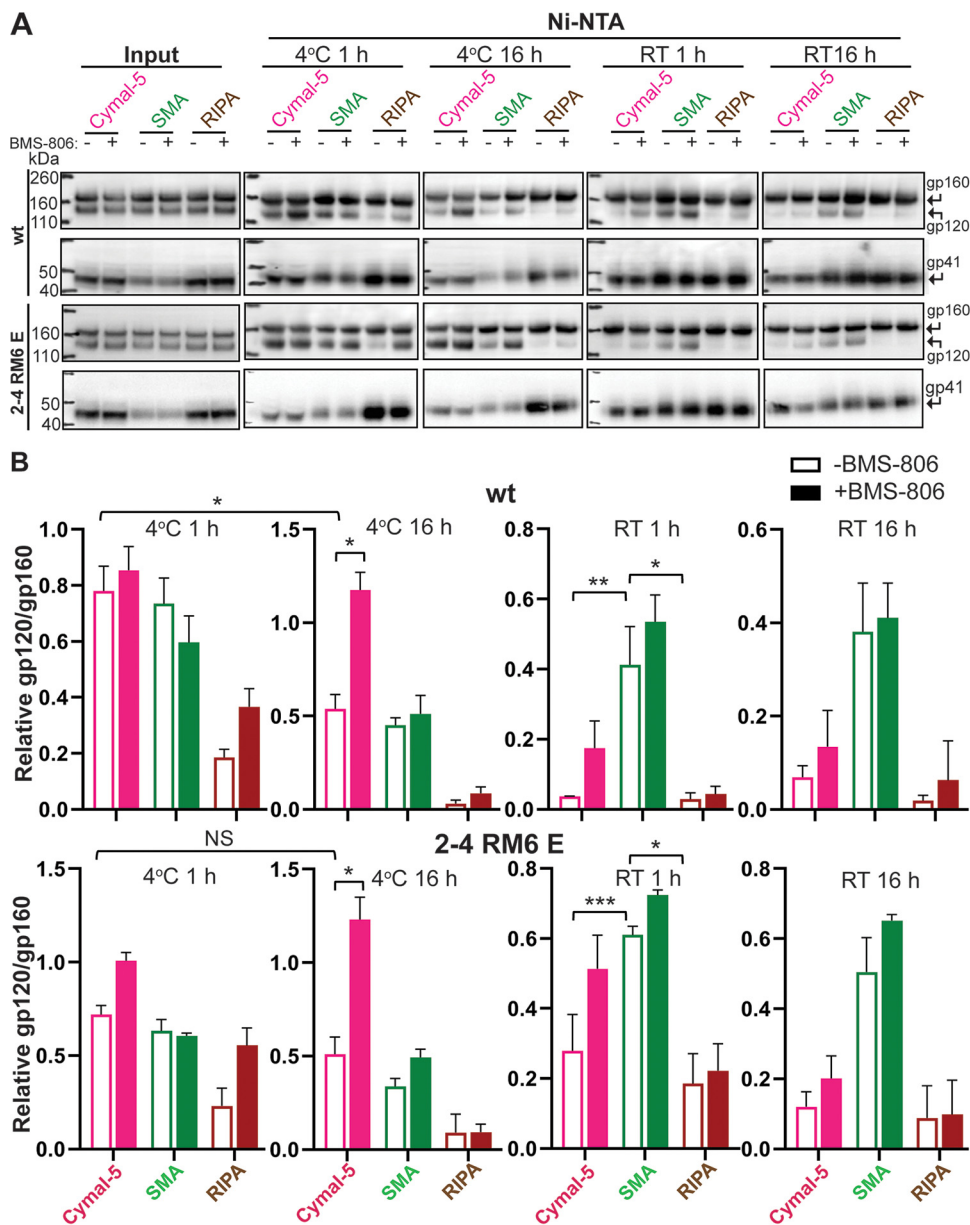 A
Ni-NTA
Input
4°C 1 h
4°C 16 h
RT 1 h
RT16 h
Cymal-5 SMA RIPA Cymal-5 SMA RIPA Cymal-5 SMA RIPA Cymal-5 SMA RIPA Cymal-5 SMA RIPA
BMS-806: - + - + - + - + - + - + - + - + - + - + - + - + - + - + - +
kDa
260
160
110
gp160
gp120
wt
50
40
gp41
160
110
gp160
gp120
2-4 RM6 E
50
40
gp41
B
-BMS-806
+BMS-806
wt
*
4°C 1 h
4°C 16 h
RT 1 h
RT 16 h
*
**
*
Relative gp120/gp160
1.0
0.8
0.6
0.4
0.2
0.0
1.5
1.0
0.5
0.0
0.8
0.6
0.4
0.2
0.0
0.6
0.4
0.2
0.0
2-4 RM6 E
NS
4°C 1 h
4°C 16 h
RT 1 h
RT 16 h
*
***
*
Relative gp120/gp160
1.5
1.0
0.5
0.0
1.5
1.0
0.5
0.0
0.8
0.6
0.4
0.2
0.0
0.8
0.6
0.4
0.2
0.0
Cymal-5 SMA RIPA
Cymal-5 SMA RIPA
Cymal-5 SMA RIPA
Cymal-5 SMA RIPA